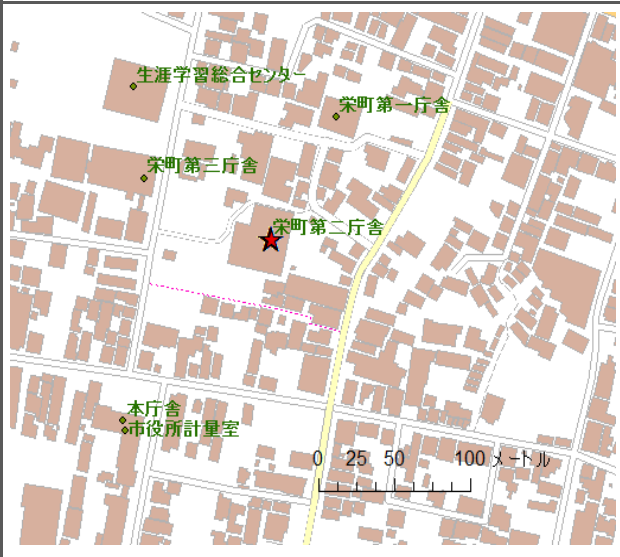 生涯学習総合センター
栄町第一庁舎
栄町第三庁舎
栄町第二庁舎
本庁舎
市役所計量室
0 25 50 100 メートル